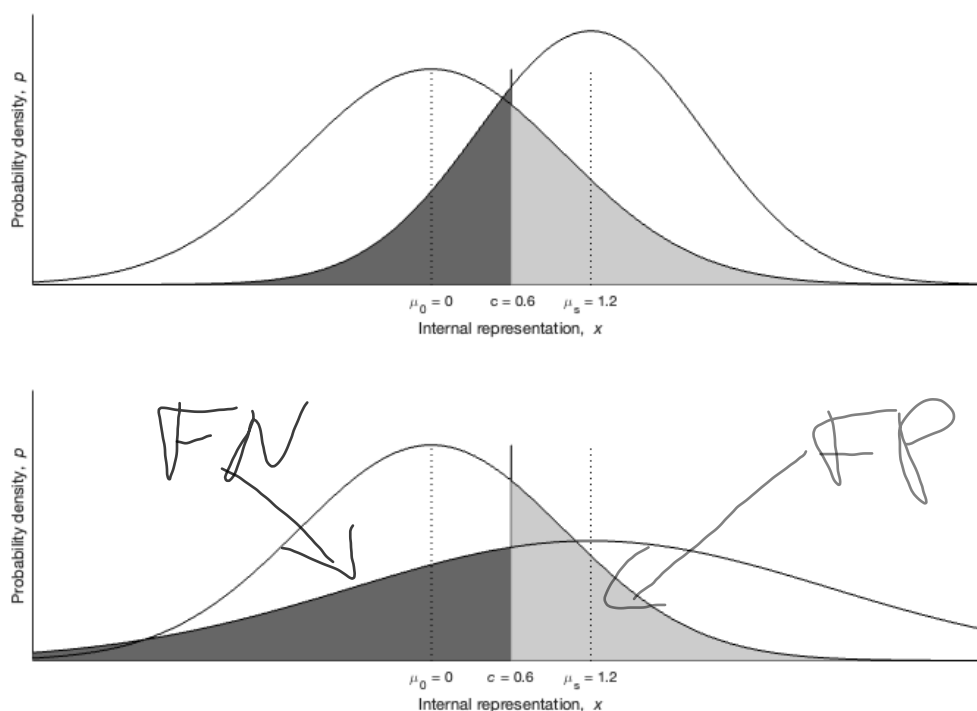 Probability density, p
μ₀ = 0 c = 0.6 μₛ = 1.2
Internal representation, x
FN FP
Probability density, p
μ₀ = 0 c = 0.6 μₛ = 1.2
Internal representation, x